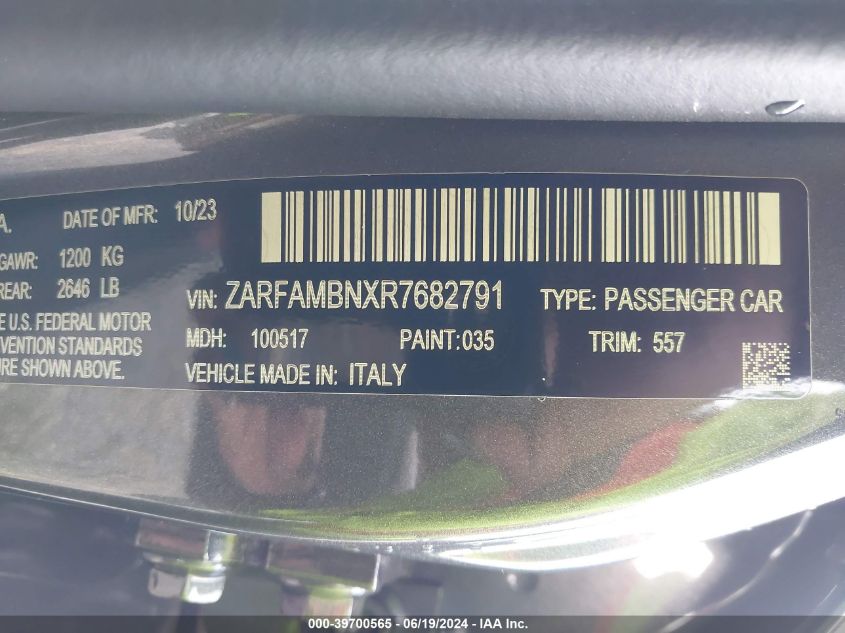 A. DATE OF MFR: 10/23
GAWR: 1200 KG
REAR: 2646 LB
VIN: ZARFAMBNXR7682791 TYPE: PASSENGER CAR
E U.S. FEDERAL MOTOR
VENTION STANDARDS
URE SHOWN ABOVE.
MDH: 100517 PAINT:035 TRIM: 557
VEHICLE MADE IN: ITALY
000-39700565 - 06/19/2024 - IAA Inc.